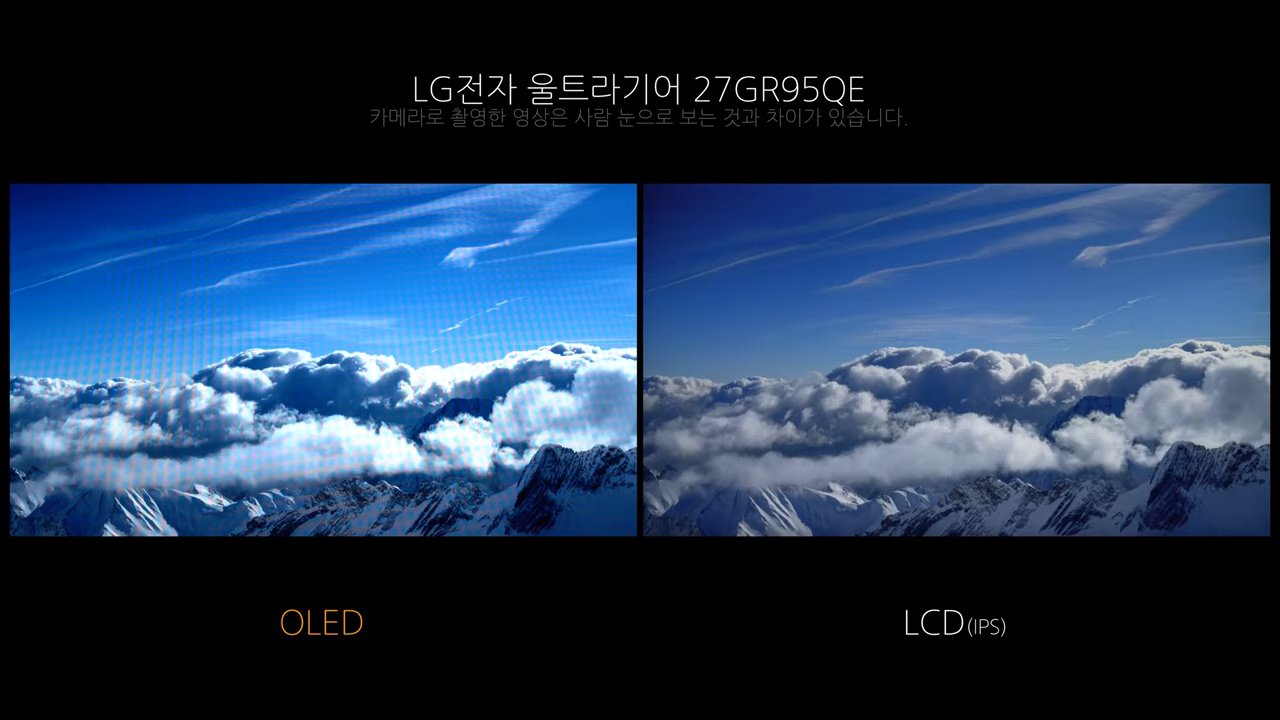 LG전자 울트라기어 27GR95QE
카메라로 촬영한 영상은 사람 눈으로 보는 것과 차이가 있습니다.
OLED
LCD(IPS)